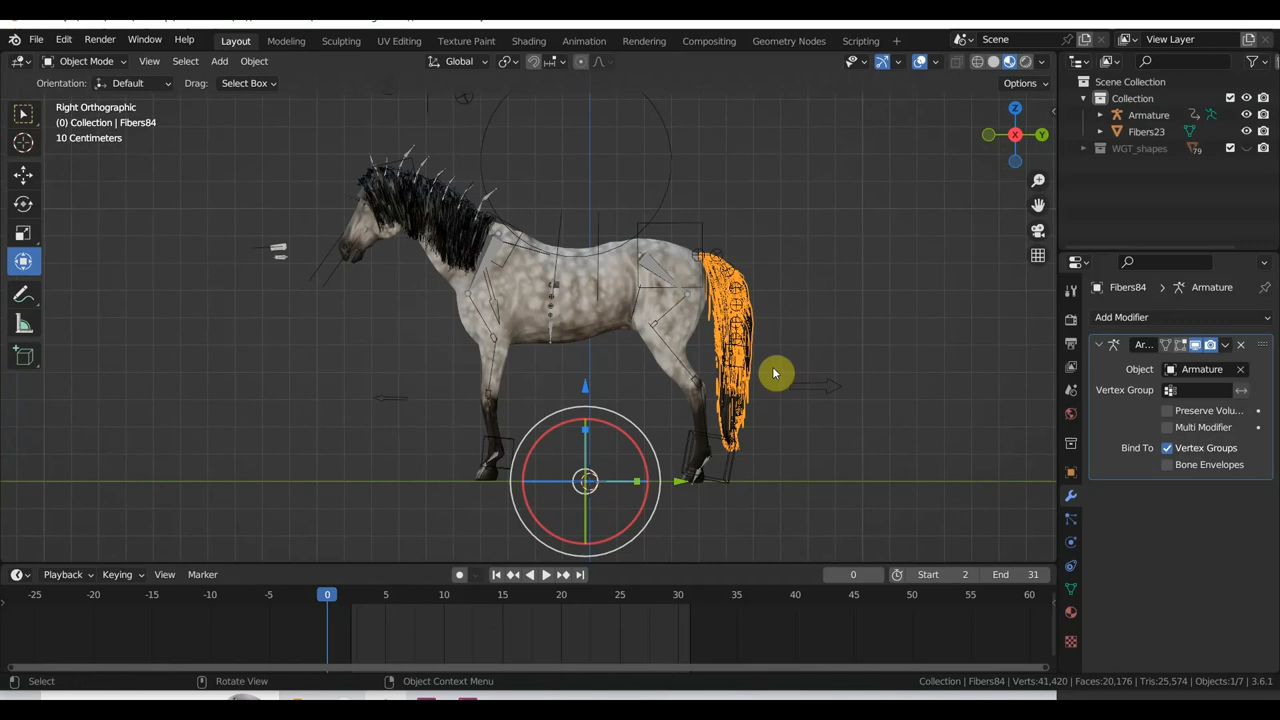 File Edit Render Window Help Layout Modeling Sculpting UV Editing Texture Paint Shading Animation Rendering Compositing Geometry Nodes Scripting + Scene View Layer
Object Mode View Select Add Object Global
Orientation: Default Drag: Select Box Options
Right Orthographic
(0) Collection | Fibers84
10 Centimeters
Z
X
Y
Scene Collection
Collection
Armature
Fibers23
WGT_shapes 79
Fibers84 > Armature
Add Modifier
Ar...
Object Armature
Vertex Group
Preserve Volu...
Multi Modifier
Bind To Vertex Groups
Bone Envelopes
Playback Keying View Marker 0 Start 2 End 31
-25 -20 -15 -10 -5 0 5 10 15 20 25 30 35 40 45 50 55 60
Select Rotate View Object Context Menu Collection | Fibers84 | Verts:41,420 | Faces:20,176 | Tris:25,574 | Objects:1/7 | 3.6.1